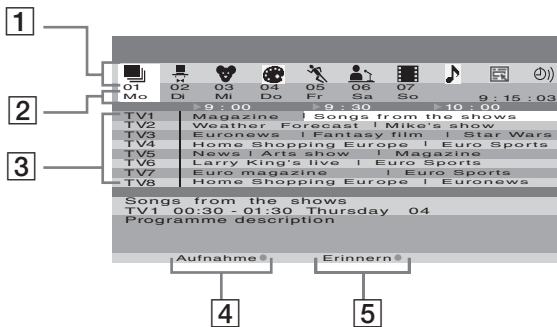 1
01 02 03 04 05 06 07
2 Mo Di Mi Do Fr Sa So 9 : 15 : 03
9 : 00 9 : 30 10 : 00
TV1 Magazine Songs from the shows
TV2 Weather Forecast Mike's show
TV3 Euronews Fantasy film Star Wars
TV4 Home Shopping Europe Euro Sports
3 TV5 News Arts show Magazine
TV6 Larry King's live Euro Sports
TV7 Euro magazine Euro Sports
TV8 Home Shopping Europe Euronews
Songs from the shows
TV1 00:30 - 01:30 Thursday 04
Programme description
Aufnahme Erinnern
4 5